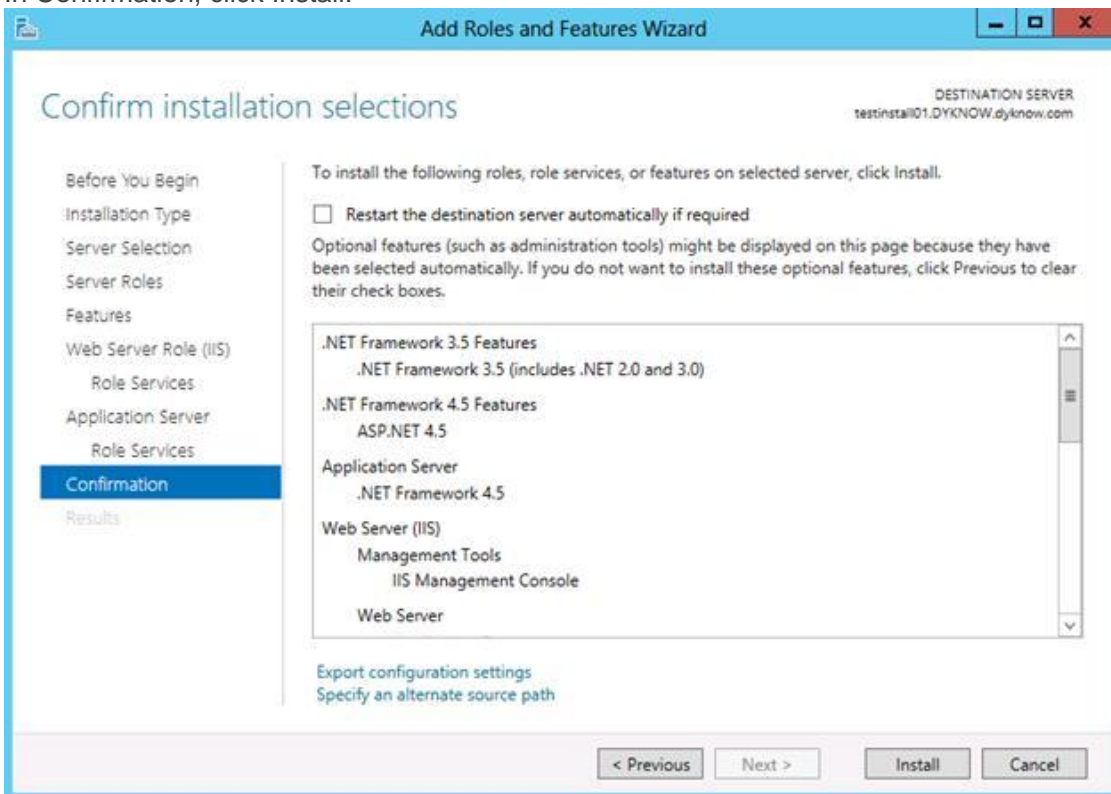 In Confirmation, click Install.
Add Roles and Features Wizard
Confirm installation selections
DESTINATION SERVER
testinstall01.DYKNOW.dyknow.com
Before You Begin
Installation Type
Server Selection
Server Roles
Features
Web Server Role (IIS)
Role Services
Application Server
Role Services
Confirmation
Results
To install the following roles, role services, or features on selected server, click Install.
Restart the destination server automatically if required
Optional features (such as administration tools) might be displayed on this page because they have
been selected automatically. If you do not want to install these optional features, click Previous to clear
their check boxes.
.NET Framework 3.5 Features
.NET Framework 3.5 (includes .NET 2.0 and 3.0)
.NET Framework 4.5 Features
ASP.NET 4.5
Application Server
.NET Framework 4.5
Web Server (IIS)
Management Tools
IIS Management Console
Web Server
Export configuration settings
Specify an alternate source path
< Previous
Next >
Install
Cancel